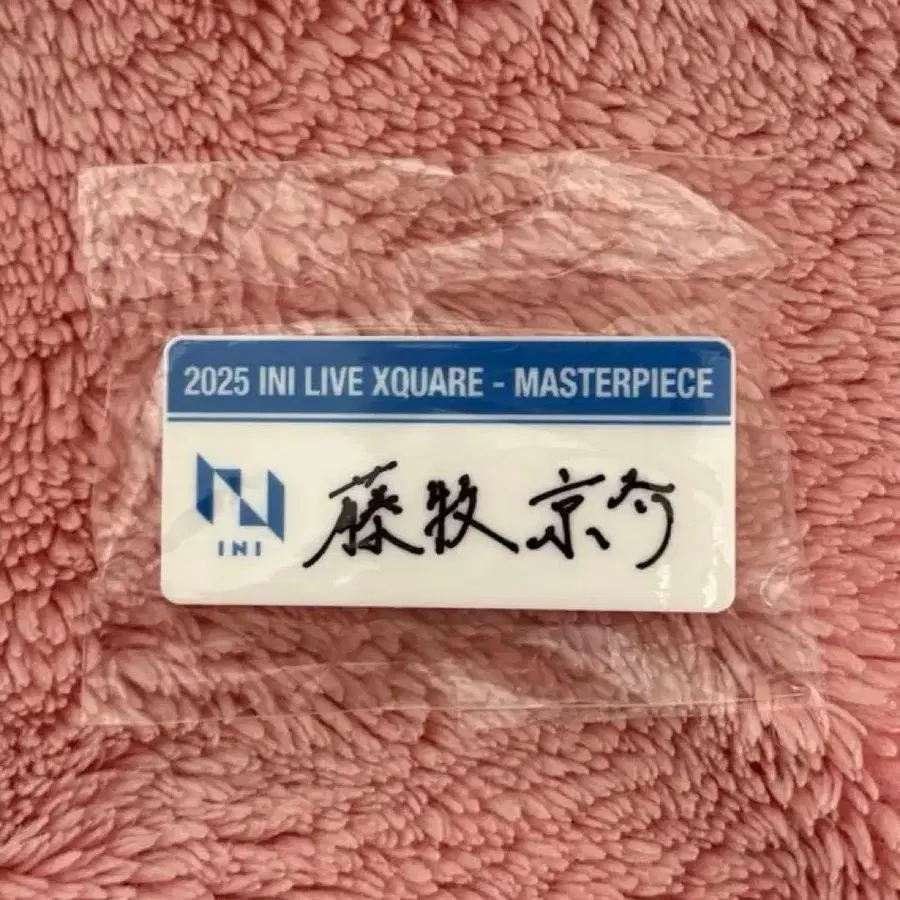 2025 INI LIVE XQUARE - MASTERPIECE
INI
藤牧 京介